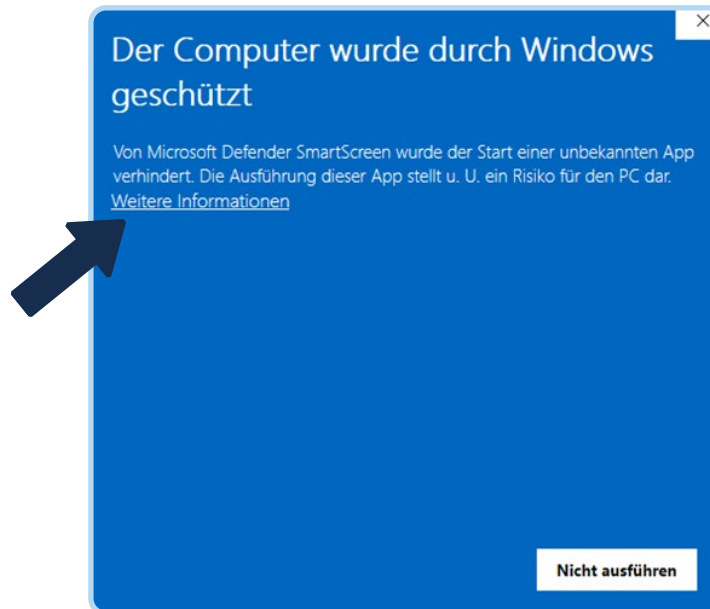 Der Computer wurde durch Windows
geschützt
Von Microsoft Defender SmartScreen wurde der Start einer unbekannten App
verhindert. Die Ausführung dieser App stellt u. U. ein Risiko für den PC dar.
Weitere Informationen
Nicht ausführen